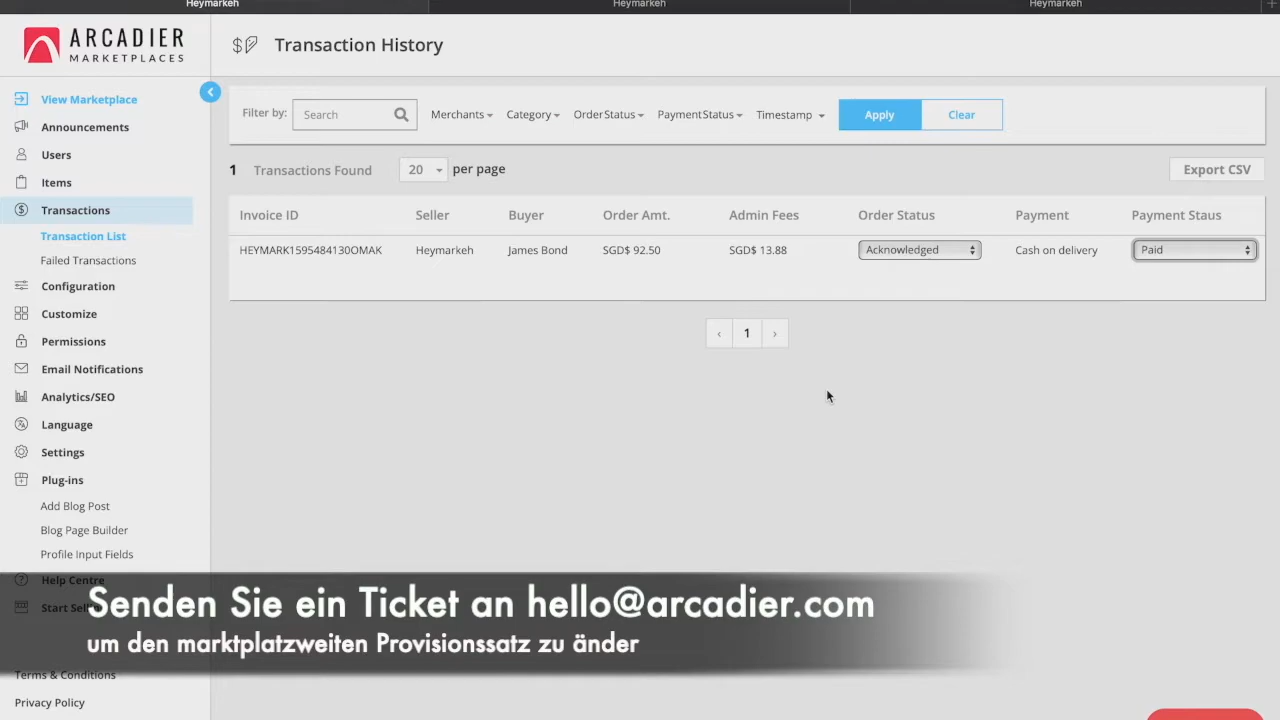 Heymarkeh
Heymarkeh
Heymarkeh
ARCADIER
MARKETPLACES
Transaction History
View Marketplace
Announcements
Users
Items
Transactions
Transaction List
Failed Transactions
Configuration
Customize
Permissions
Email Notifications
Analytics/SEO
Language
Settings
Plug-ins
Add Blog Post
Blog Page Builder
Profile Input Fields
Help Centre
Terms & Conditions
Privacy Policy
Filter by: Search Merchants Category OrderStatus PaymentStatus Timestamp Apply Clear
1 Transactions Found 20 per page Export CSV
Invoice ID Seller Buyer Order Amt. Admin Fees Order Status Payment Payment Staus
HEYMARK1595484130OMAK Heymarkeh James Bond SGD$ 92.50 SGD$ 13.88 Acknowledged Cash on delivery Paid
‹ 1 ›
Senden Sie ein Ticket an hello@arcadier.com
um den marktplatzweiten Provisionssatz zu änder